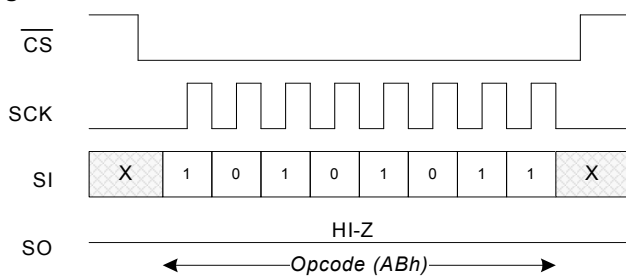 CS
SCK
SI X 1 0 1 0 1 0 1 1 X
HI-Z
SO
Opcode (ABh)